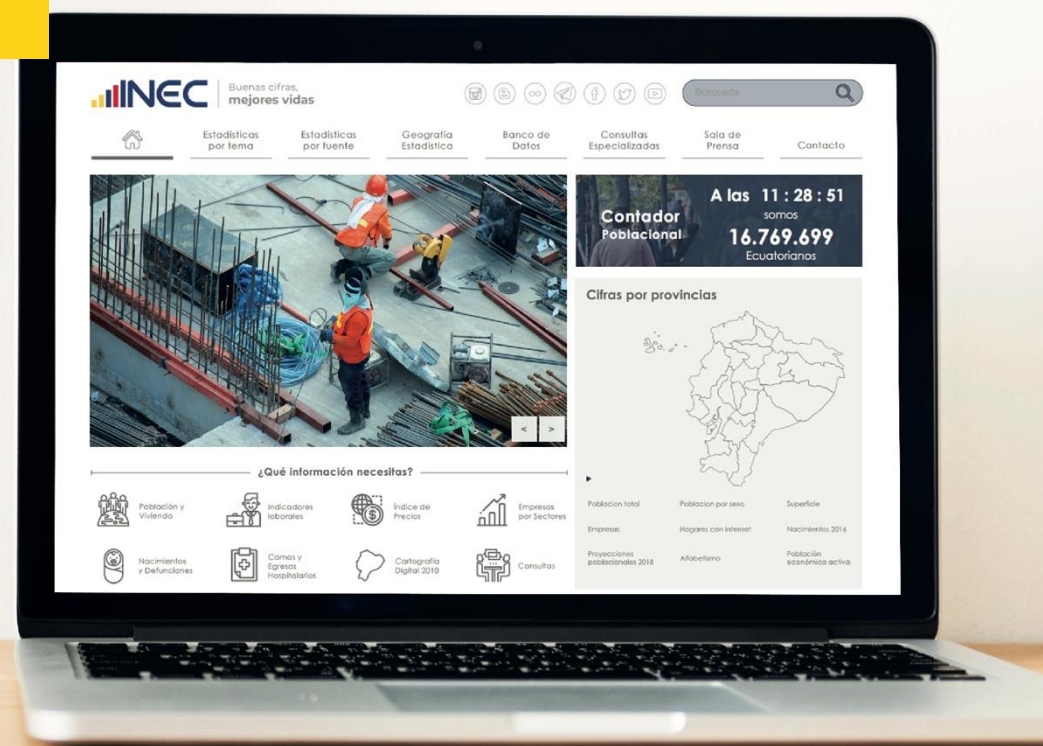 INEC
Buenas cifras,
mejores vidas
Búsqueda
Estadísticas
por tema
Estadísticas
por fuente
Geografía
Estadística
Banco de
Datos
Consultas
Especializadas
Sala de
Prensa
Contacto
Contador
Poblacional
A las 11 : 28 : 51
somos
16.769.699
Ecuatorianos
< >
Cifras por provincias
Poblacion total
Poblacion por sexo
Superficie
Empresas
Hogares con internet
Nacimientos 2016
Proyecciones
poblacionales 2018
Alfabetismo
Población
económica activa
¿Qué información necesitas?
Población y
Vivienda
Indicadores
laborales
Índice de
Precios
Empresas
por Sectores
Nacimientos
y Defunciones
Camas y
Egresos
Hospitalarios
Cartografía
Digital 2010
Consultas